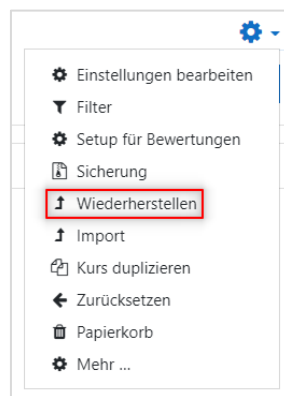 Einstellungen bearbeiten
Filter
Setup für Bewertungen
Sicherung
Wiederherstellen
Import
Kurs duplizieren
Zurücksetzen
Papierkorb
Mehr ...